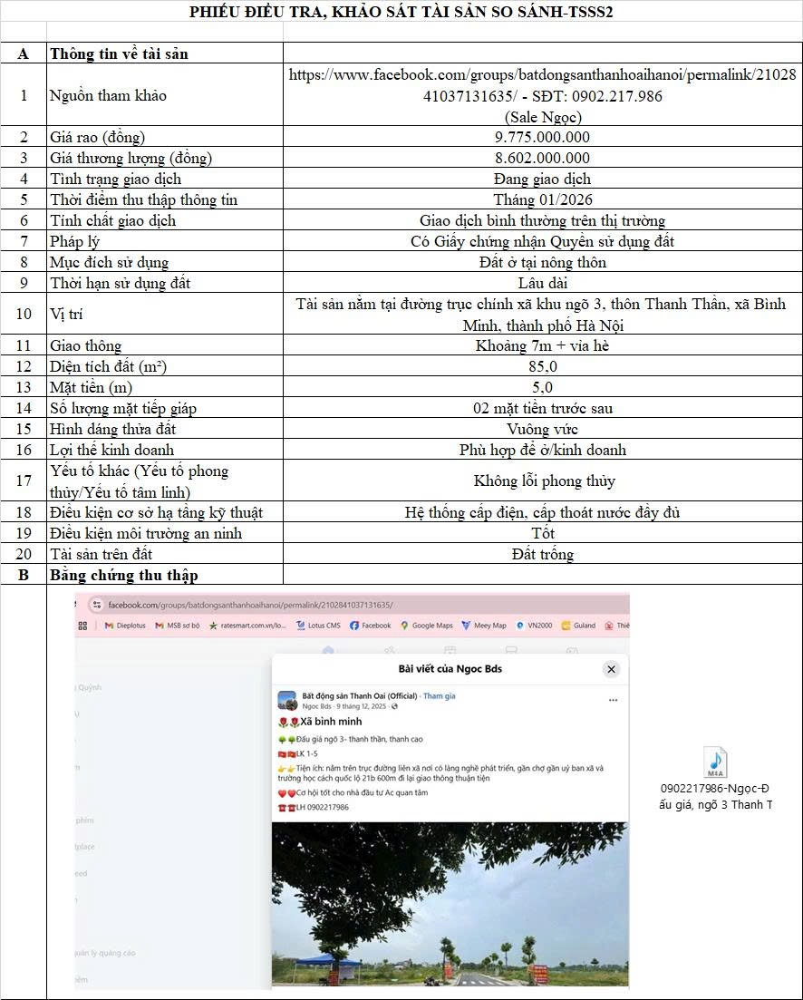 PHIẾU ĐIỀU TRA, KHẢO SÁT TÀI SẢN SO SÁNH-TSSS2
A Thông tin về tài sản
1 Nguồn tham khảo https://www.facebook.com/groups/batdongsanthanhoaihanoi/permalink/21028
41037131635/ - SĐT: 0902.217.986
(Sale Ngọc)
2 Giá rao (đồng) 9.775.000.000
3 Giá thương lượng (đồng) 8.602.000.000
4 Tình trạng giao dịch Đang giao dịch
5 Thời điểm thu thập thông tin Tháng 01/2026
6 Tính chất giao dịch Giao dịch bình thường trên thị trường
7 Pháp lý Có Giấy chứng nhận Quyền sử dụng đất
8 Mục đích sử dụng Đất ở tại nông thôn
9 Thời hạn sử dụng đất Lâu dài
10 Vị trí Tài sản nằm tại đường trục chính xã khu ngõ 3, thôn Thanh Thần, xã Bình
Minh, thành phố Hà Nội
11 Giao thông Khoảng 7m + vỉa hè
12 Diện tích đất (m²) 85,0
13 Mặt tiền (m) 5,0
14 Số lượng mặt tiếp giáp 02 mặt tiền trước sau
15 Hình dáng thửa đất Vuông vức
16 Lợi thế kinh doanh Phù hợp để ở/kinh doanh
17 Yếu tố khác (Yếu tố phong
thủy/Yếu tố tâm linh) Không lỗi phong thủy
18 Điều kiện cơ sở hạ tầng kỹ thuật Hệ thống cấp điện, cấp thoát nước đầy đủ
19 Điều kiện môi trường an ninh Tốt
20 Tài sản trên đất Đất trống
B Bằng chứng thu thập
facebook.com/groups/batdongsanthanhoaihanoi/permalink/2102841037131635/
Dieplotus MSB sơ bộ ratesmart.com.vn/lo... Lotus CMS Facebook Google Maps Meey Map VN2000 Guland Thiê
Bài viết của Ngoc Bds
Quỳnh
Bất động sản Thanh Oai (Official) · Tham gia
Ngoc Bds · 9 tháng 12, 2025
Xã bình minh
Đấu giá ngõ 3- thanh thần, thanh cao
LK 1-5
Tiện ích: nằm trên trục đường liên xã nơi có làng nghề phát triển, gần chợ gần uỷ ban xã và
trường học cách quốc lộ 21b 600m đi lại giao thông thuận tiện
Cơ hội tốt cho nhà đầu tư Ac quan tâm
LH 0902217986
phim
tplace
eed
quản lý quảng cáo
M4A
0902217986-Ngọc-Đ
ấu giá, ngõ 3 Thanh T